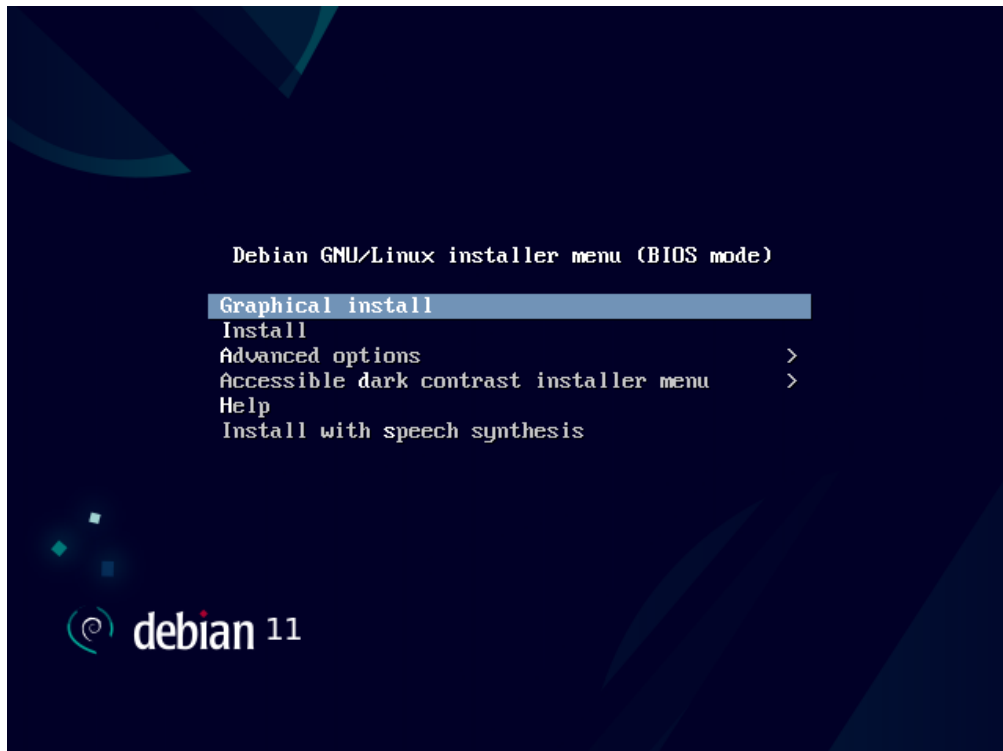 Debian GNU/Linux installer menu (BIOS mode)
Graphical install
Install
Advanced options >
Accessible dark contrast installer menu >
Help
Install with speech synthesis
debian 11